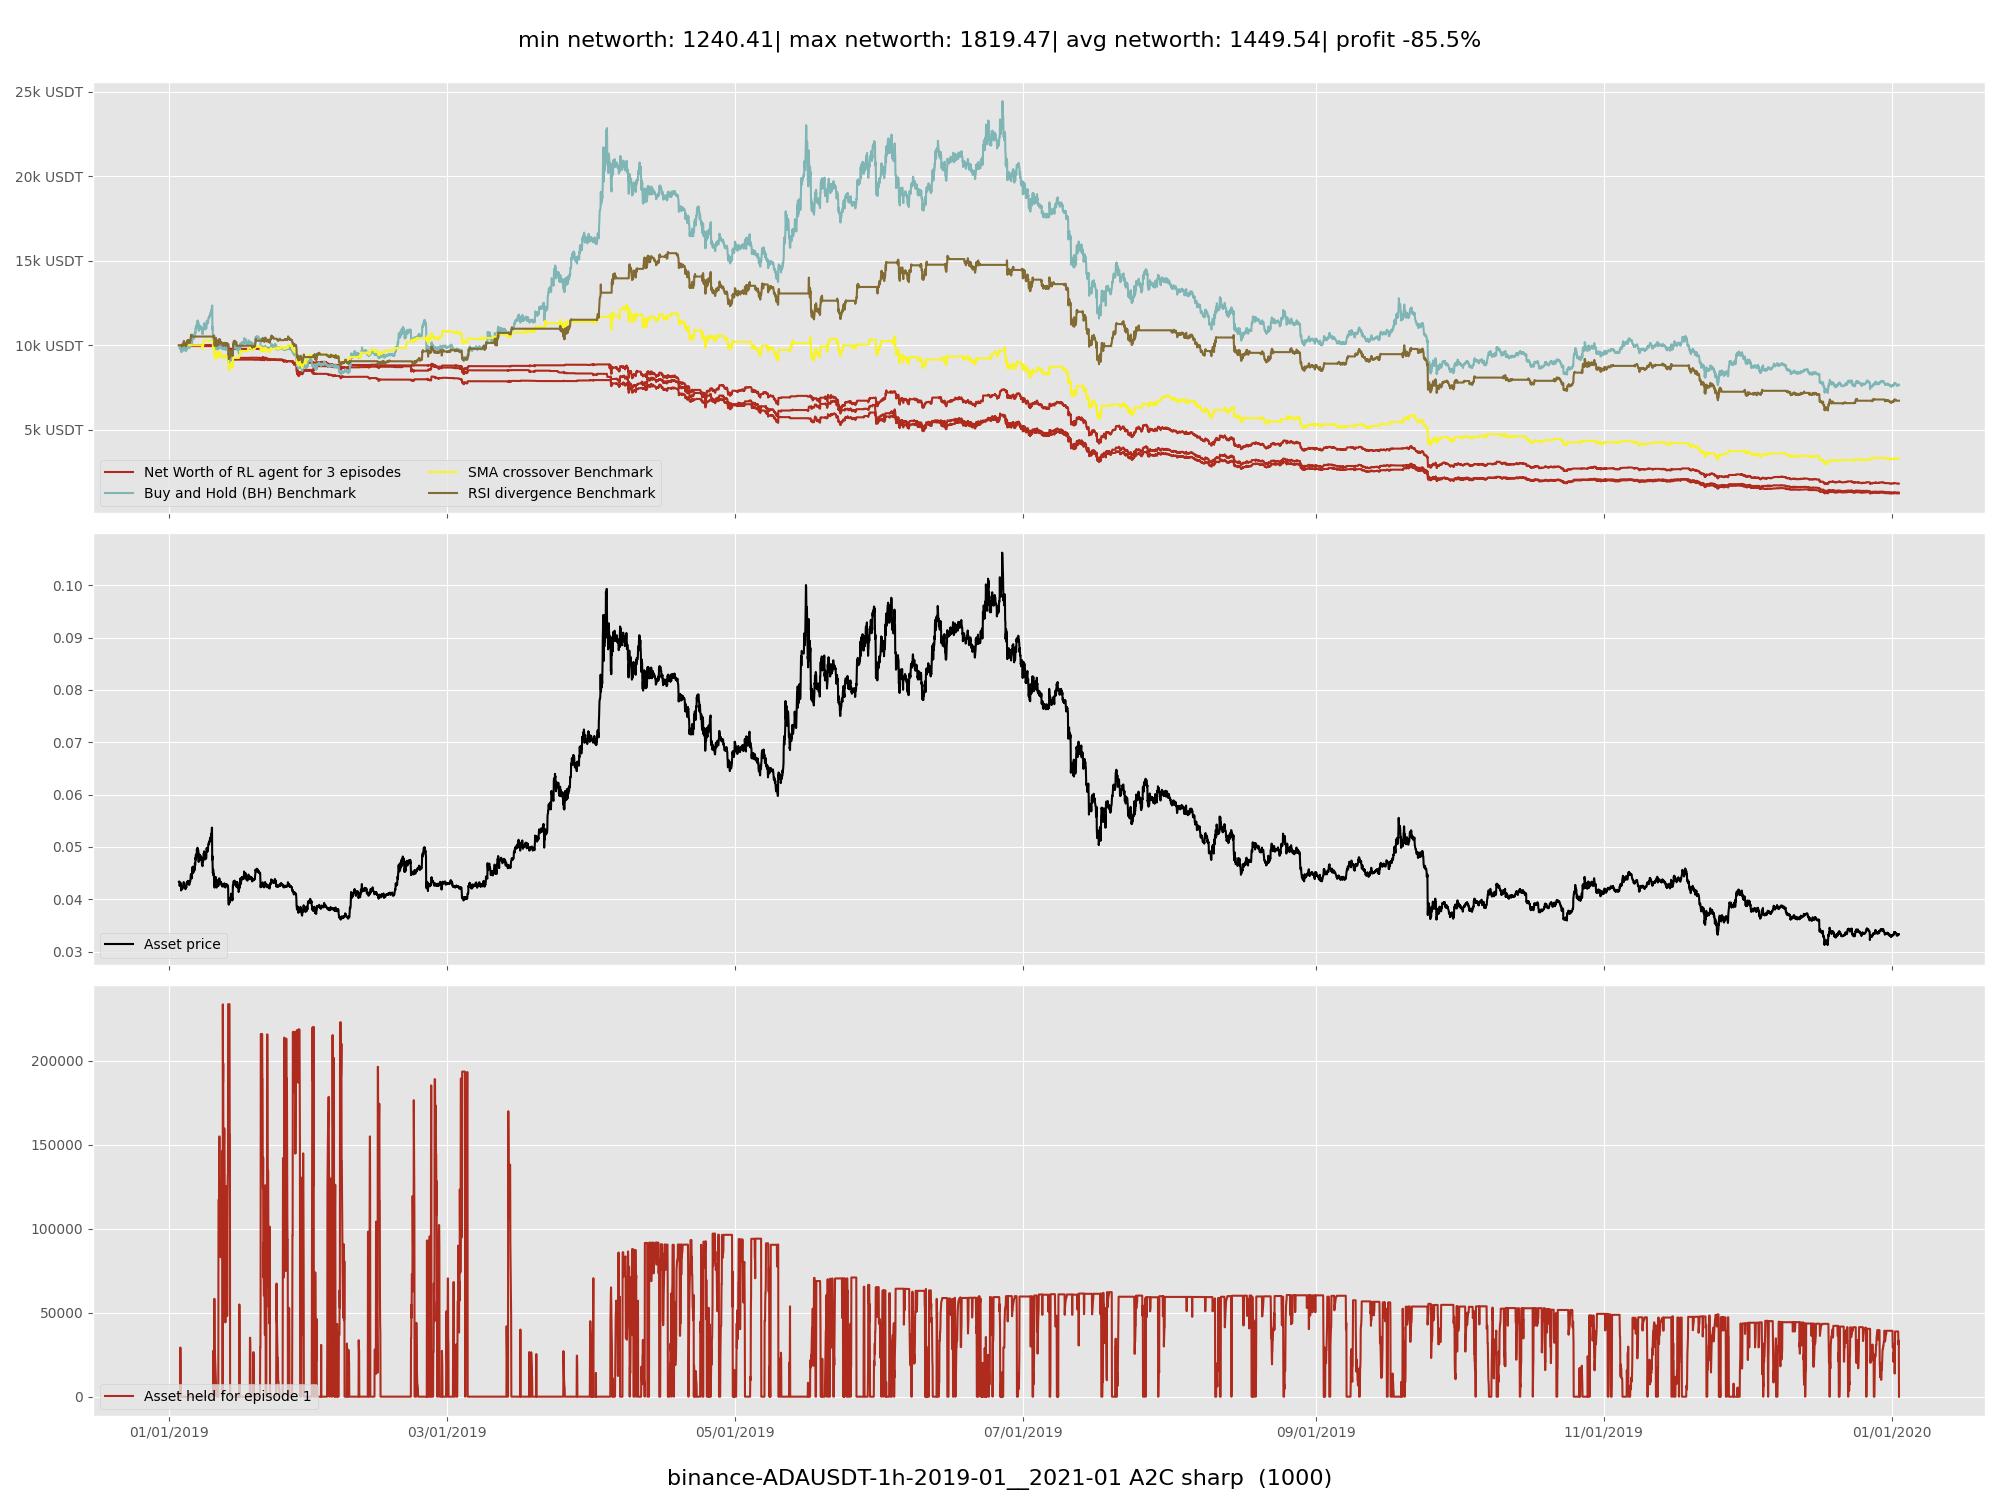 min networth: 1240.41| max networth: 1819.47| avg networth: 1449.54| profit -85.5%
25k USDT
20k USDT
15k USDT
10k USDT
5k USDT
Net Worth of RL agent for 3 episodes
Buy and Hold (BH) Benchmark
SMA crossover Benchmark
RSI divergence Benchmark
0.10
0.09
0.08
0.07
0.06
0.05
0.04
0.03
Asset price
200000
150000
100000
50000
0
Asset held for episode 1
01/01/2019
03/01/2019
05/01/2019
07/01/2019
09/01/2019
11/01/2019
01/01/2020
binance-ADAUSDT-1h-2019-01__2021-01 A2C sharp  (1000)